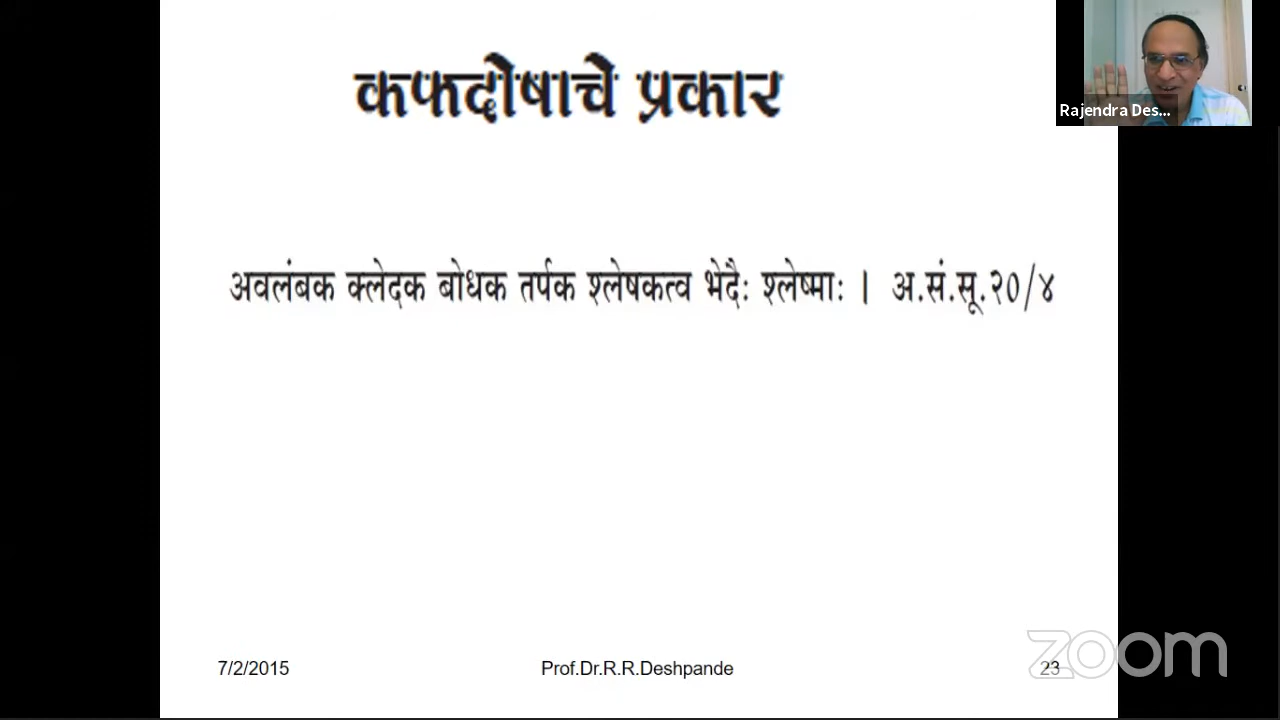 कफदोषाचे प्रकार
Rajendra Des...
अवलंबक क्लेदक बोधक तर्पक श्लेषकत्व भेदैः श्लेष्माः । अ.सं.सू.२०/४
7/2/2015 Prof.Dr.R.R.Deshpande 23
zoom